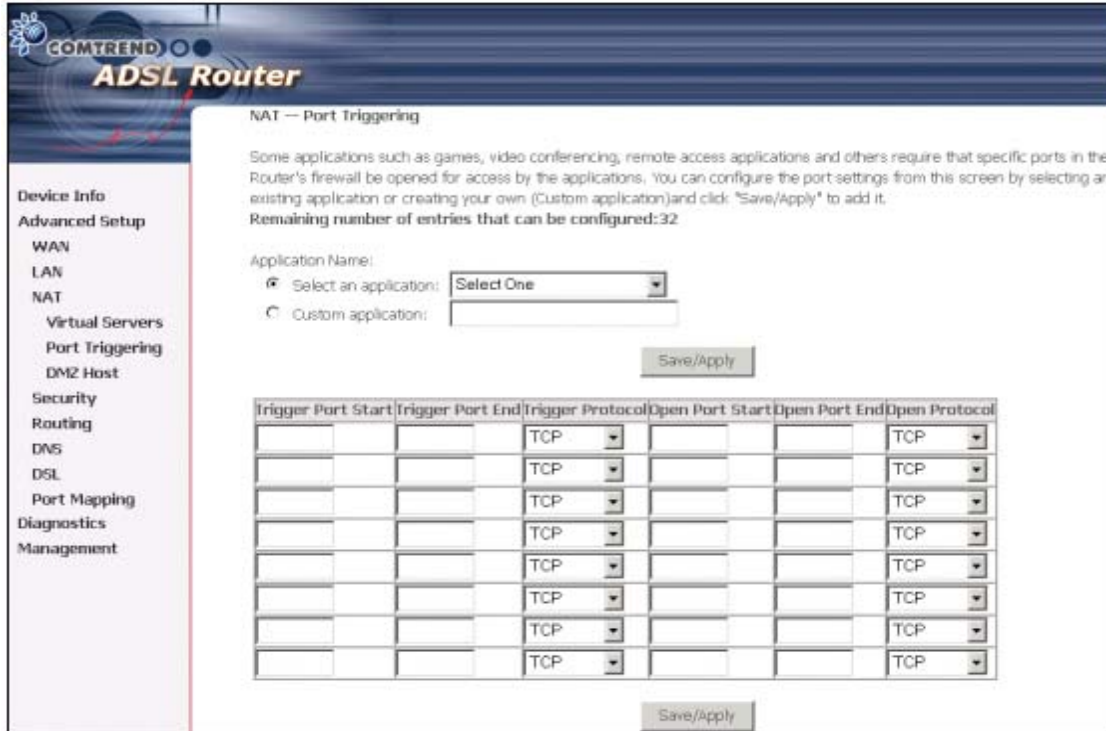 COMTREND
ADSL Router
NAT -- Port Triggering
Some applications such as games, video conferencing, remote access applications and others require that specific ports in the
Router's firewall be opened for access by the applications. You can configure the port settings from this screen by selecting an
existing application or creating your own (Custom application)and click "Save/Apply" to add it.
Remaining number of entries that can be configured:32
Application Name:
Select an application: Select One
Custom application:
Save/Apply
Trigger Port Start Trigger Port End Trigger Protocol Open Port Start Open Port End Open Protocol
TCP TCP
TCP TCP
TCP TCP
TCP TCP
TCP TCP
TCP TCP
TCP TCP
TCP TCP
Save/Apply
Device Info
Advanced Setup
WAN
LAN
NAT
Virtual Servers
Port Triggering
DMZ Host
Security
Routing
DNS
DSL
Port Mapping
Diagnostics
Management